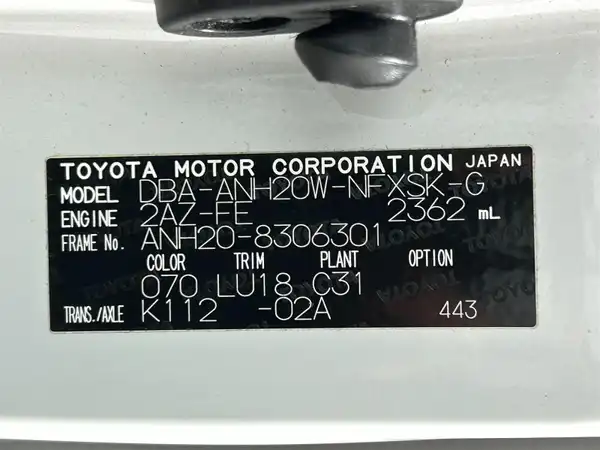 TOYOTA MOTOR CORPORATION JAPAN
MODEL DBA-ANH20W-NFXSK-G
ENGINE 2AZ-FE 2362 mL
FRAME No. ANH20-8306301
COLOR TRIM PLANT OPTION
070 LU18 C31
TRANS./AXLE K112 -02A 443